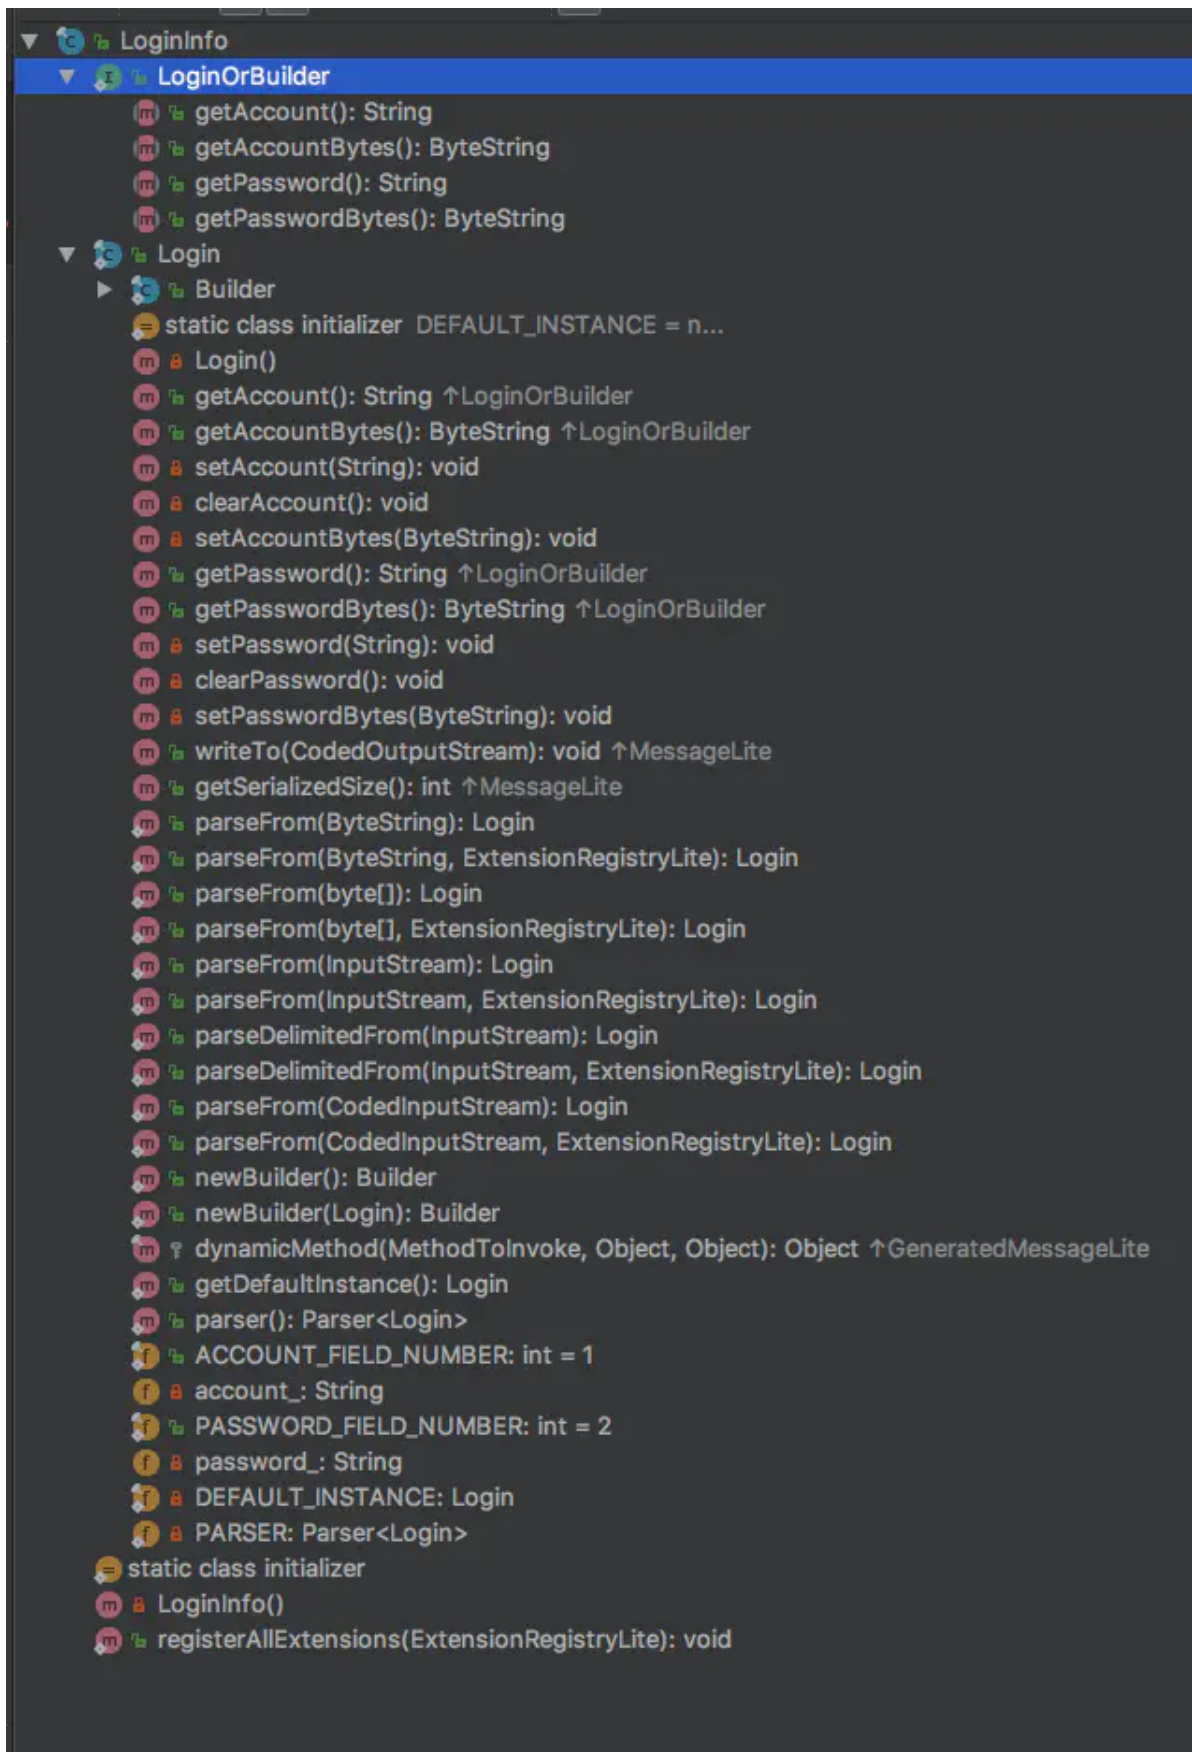 LoginInfo
LoginOrBuilder
getAccount(): String
getAccountBytes(): ByteString
getPassword(): String
getPasswordBytes(): ByteString
Login
Builder
static class initializer DEFAULT_INSTANCE = n...
Login()
getAccount(): String ↑LoginOrBuilder
getAccountBytes(): ByteString ↑LoginOrBuilder
setAccount(String): void
clearAccount(): void
setAccountBytes(ByteString): void
getPassword(): String ↑LoginOrBuilder
getPasswordBytes(): ByteString ↑LoginOrBuilder
setPassword(String): void
clearPassword(): void
setPasswordBytes(ByteString): void
writeTo(CodedOutputStream): void ↑MessageLite
getSerializedSize(): int ↑MessageLite
parseFrom(ByteString): Login
parseFrom(ByteString, ExtensionRegistryLite): Login
parseFrom(byte[]): Login
parseFrom(byte[], ExtensionRegistryLite): Login
parseFrom(InputStream): Login
parseFrom(InputStream, ExtensionRegistryLite): Login
parseDelimitedFrom(InputStream): Login
parseDelimitedFrom(InputStream, ExtensionRegistryLite): Login
parseFrom(CodedInputStream): Login
parseFrom(CodedInputStream, ExtensionRegistryLite): Login
newBuilder(): Builder
newBuilder(Login): Builder
dynamicMethod(MethodToInvoke, Object, Object): Object ↑GeneratedMessageLite
getDefaultInstance(): Login
parser(): Parser<Login>
ACCOUNT_FIELD_NUMBER: int = 1
account_: String
PASSWORD_FIELD_NUMBER: int = 2
password_: String
DEFAULT_INSTANCE: Login
PARSER: Parser<Login>
static class initializer
LoginInfo()
registerAllExtensions(ExtensionRegistryLite): void